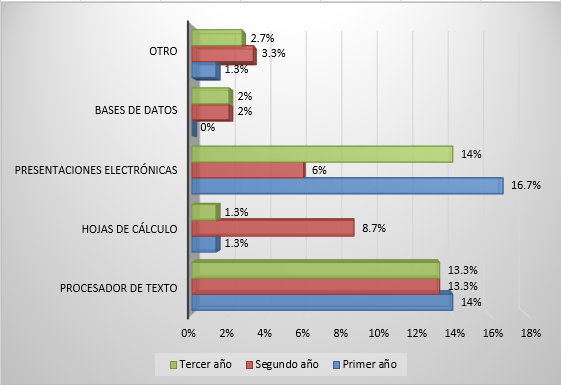 OTRO
2.7%
3.3%
1.3%
BASES DE DATOS
2%
2%
0%
PRESENTACIONES ELECTRÓNICAS
14%
6%
16.7%
HOJAS DE CÁLCULO
1.3%
8.7%
1.3%
PROCESADOR DE TEXTO
13.3%
13.3%
14%
0% 2% 4% 6% 8% 10% 12% 14% 16% 18%
Tercer año Segundo año Primer año